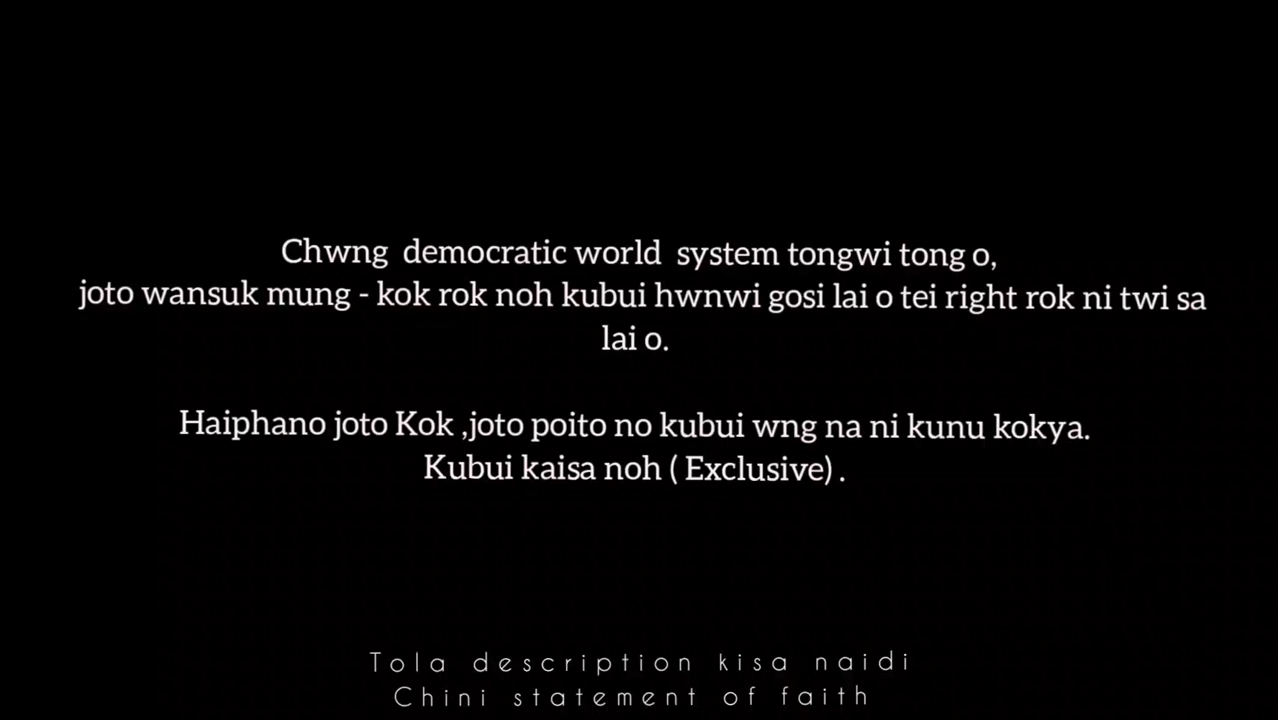 Chwng democratic world system tongwi tong o,
joto wansuk mung - kok rok noh kubui hwnwi gosi lai o tei right rok ni twi sa
lai o.
Haiphano joto Kok ,joto poito no kubui wng na ni kunu kokya.
Kubui kaisa noh ( Exclusive) .
Tola description kisa naidi
Chini statement of faith